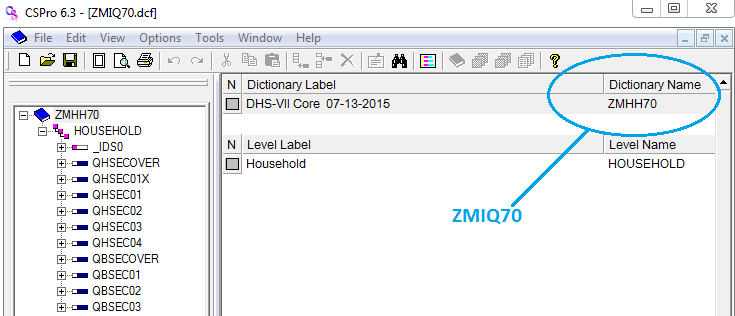 CSPro 6.3 - [ZMIQ70.dcf]
File Edit View Options Tools Window Help
ZMHH70
HOUSEHOLD
_IDS0
QHSECOVER
QHSEC01X
QHSEC01
QHSEC02
QHSEC03
QHSEC04
QBSECOVER
QBSEC01
QBSEC02
QBSEC03
N Dictionary Label Dictionary Name
DHS-VII Core 07-13-2015 ZMHH70
N Level Label Level Name
Household HOUSEHOLD
ZMIQ70